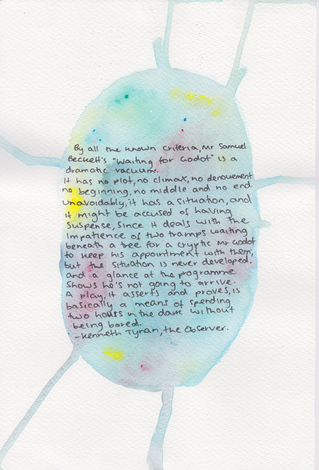 By all the known criteria, Mr Samuel
Beckett's "Waiting for Godot" is a
dramatic vacuum.
It has no plot, no climax, no denouement
no beginning, no middle and no end.
unavoidably, it has a situation, and
it might be accused of having
suspense, since it deals with the
impatience of two tramps waiting
beneath a tree for a cryptic Mr Godot
to keep his appointment with them,
but the situation is never developed,
and a glance at the programme
shows he's not going to arrive.
A play, it asserts and proves, is
basically a means of spending
two hours in the dark without
being bored.
- Kenneth Tynan, the Observer.